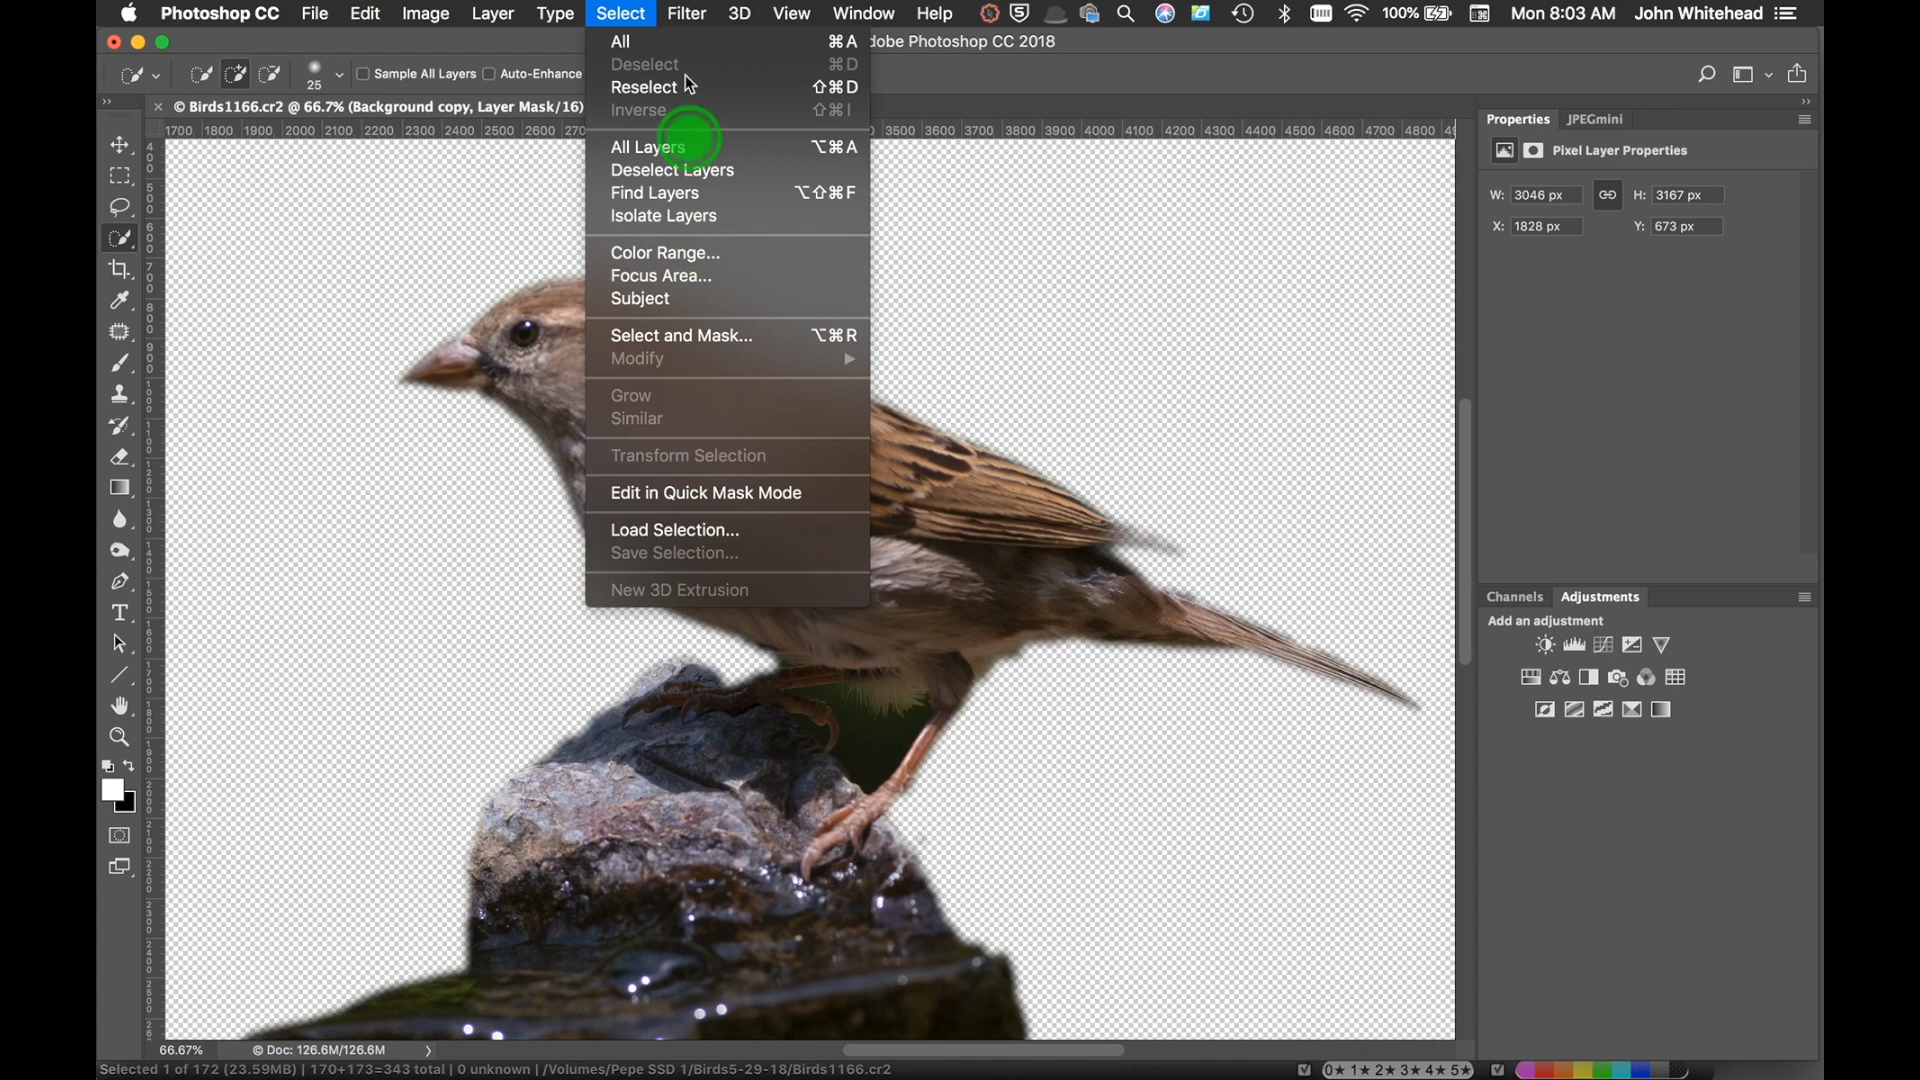 Photoshop CC File Edit Image Layer Type Select Filter 3D View Window Help 5 100% Mon 8:03 AM John Whitehead
dobe Photoshop CC 2018
25 Sample All Layers Auto-Enhance
© Birds1166.cr2 @ 66.7% (Background copy, Layer Mask/16)
1700 1800 1900 2000 2100 2200 2300 2400 2500 2600 3500 3600 3700 3800 3900 4000 4100 4200 4300 4400 4500 4600 4700 4800
All ⌘A
Deselect ⌘D
Reselect ⇧⌘D
Inverse ⇧⌘I
All Layers ⌥⌘A
Deselect Layers
Find Layers ⌥⇧⌘F
Isolate Layers
Color Range...
Focus Area...
Subject
Select and Mask... ⌥⌘R
Modify
Grow
Similar
Transform Selection
Edit in Quick Mask Mode
Load Selection...
Save Selection...
New 3D Extrusion
Properties JPEGmini
Pixel Layer Properties
W: 3046 px H: 3167 px
X: 1828 px Y: 673 px
Channels Adjustments
Add an adjustment
66.67% © Doc: 126.6M/126.6M
Selected 1 of 172 (23.59MB) | 170+173=343 total | 0 unknown | /Volumes/Pepe SSD 1/Birds5-29-18/Birds1166.cr2 0★ 1★ 2★ 3★ 4★ 5★